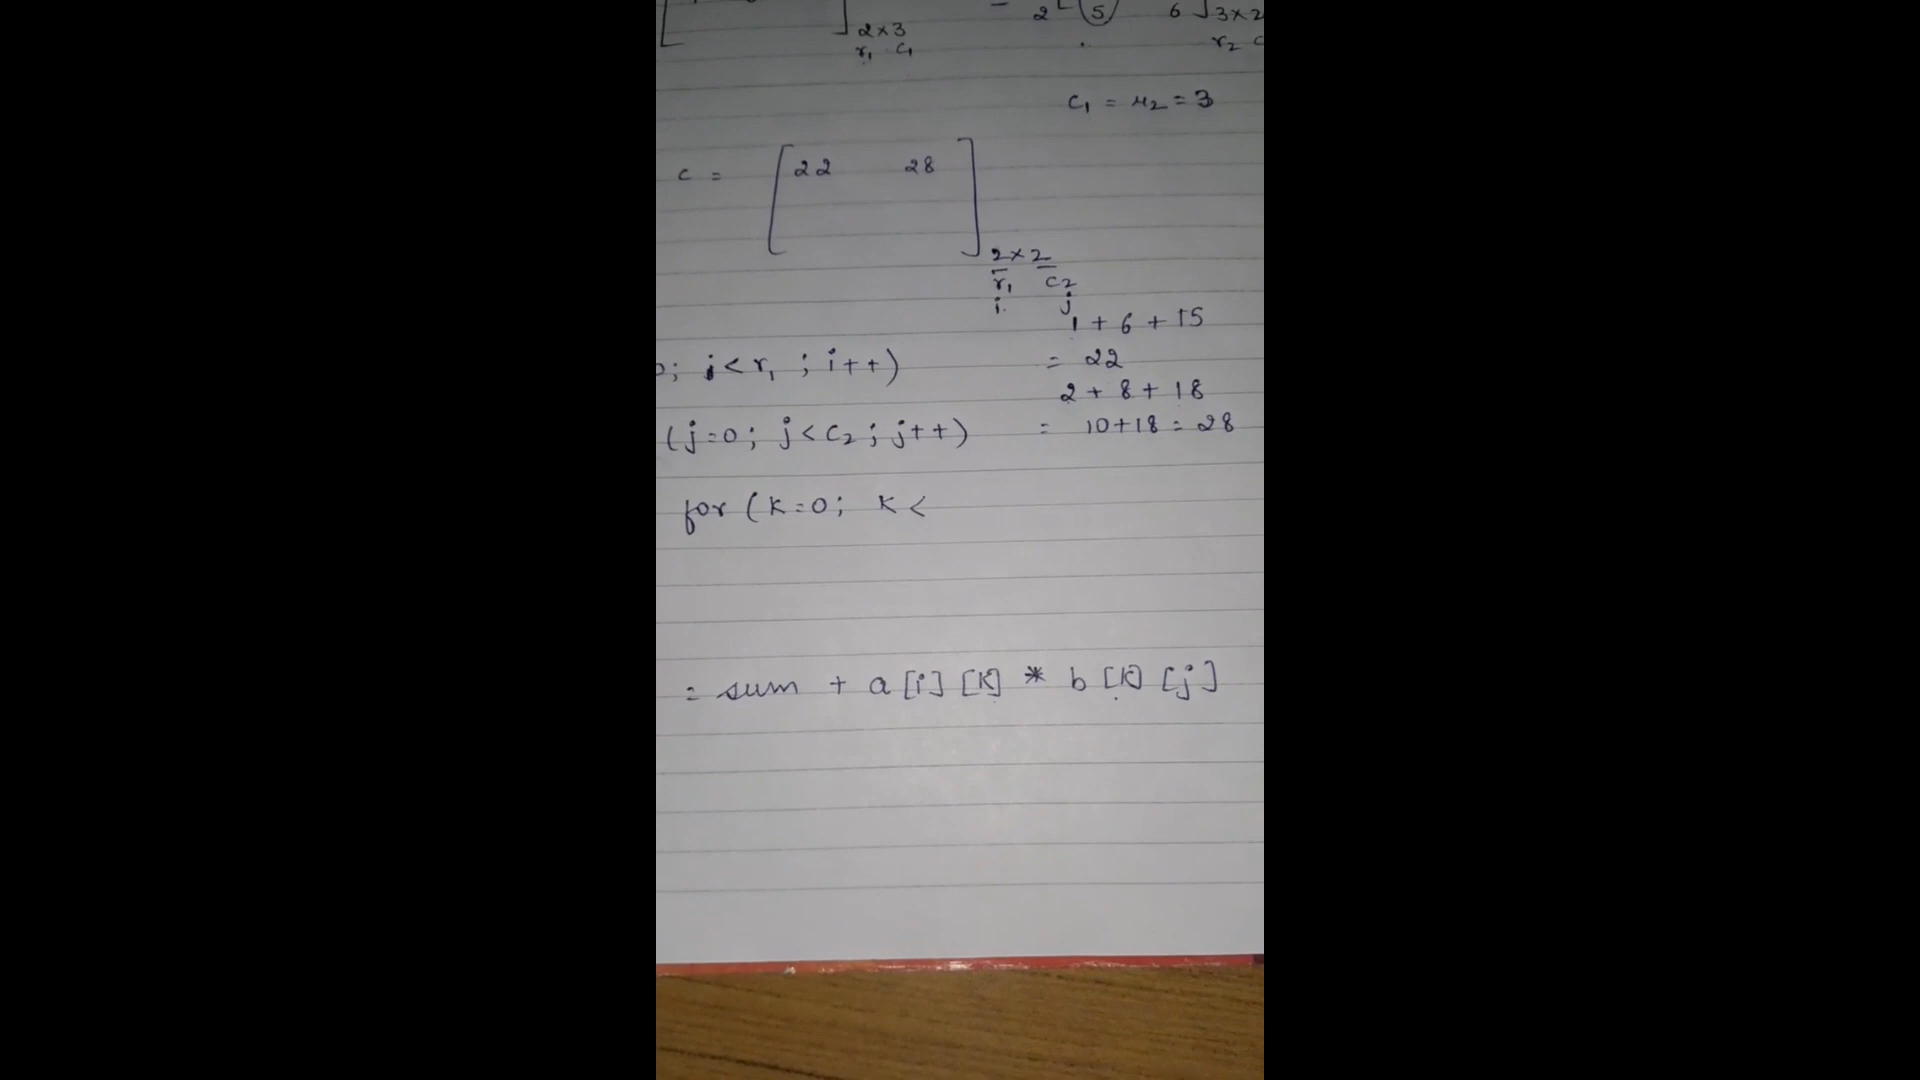 2×3 = 2 5 6 3×2
r₁ c₁ r₂ c
c₁ = r₂ = 3
c = [ 22 28 ]
2×2
r₁ c₂
i j
1 + 6 + 15
; i<r₁ ; i++) = 22
2 + 8 + 18
(j=0; j<c₂; j++) = 10+18 = 28
for (k=0; k<
= sum + a[i][k] * b[k][j]